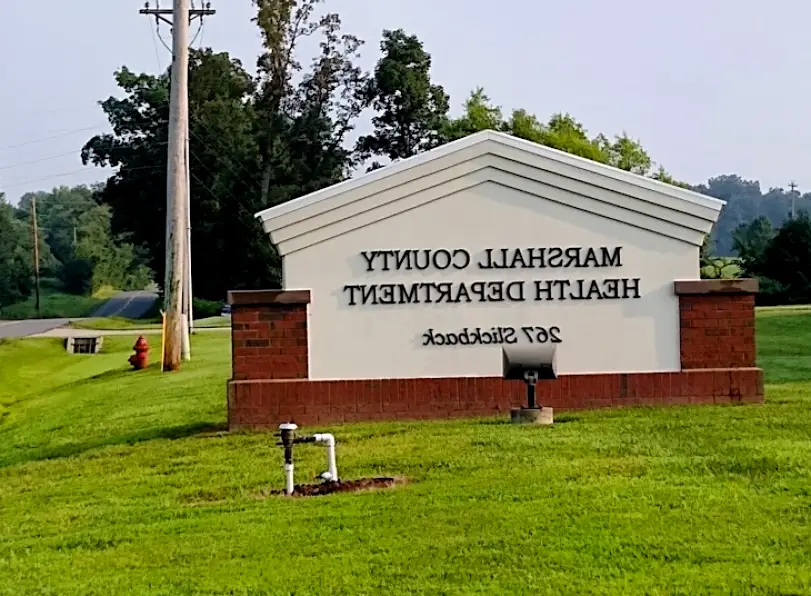 MARSHALL COUNTY
HEALTH DEPARTMENT
267 Slickback